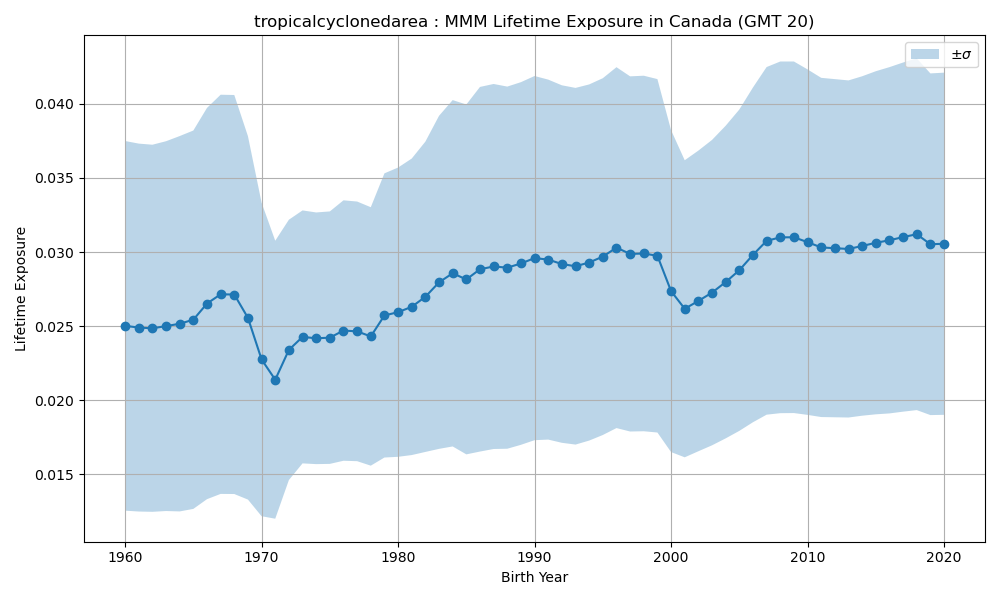 tropicalcyclonedarea : MMM Lifetime Exposure in Canada (GMT 20)
±σ
0.040
0.035
0.030
0.025
0.020
0.015
Lifetime Exposure
1960 1970 1980 1990 2000 2010 2020
Birth Year